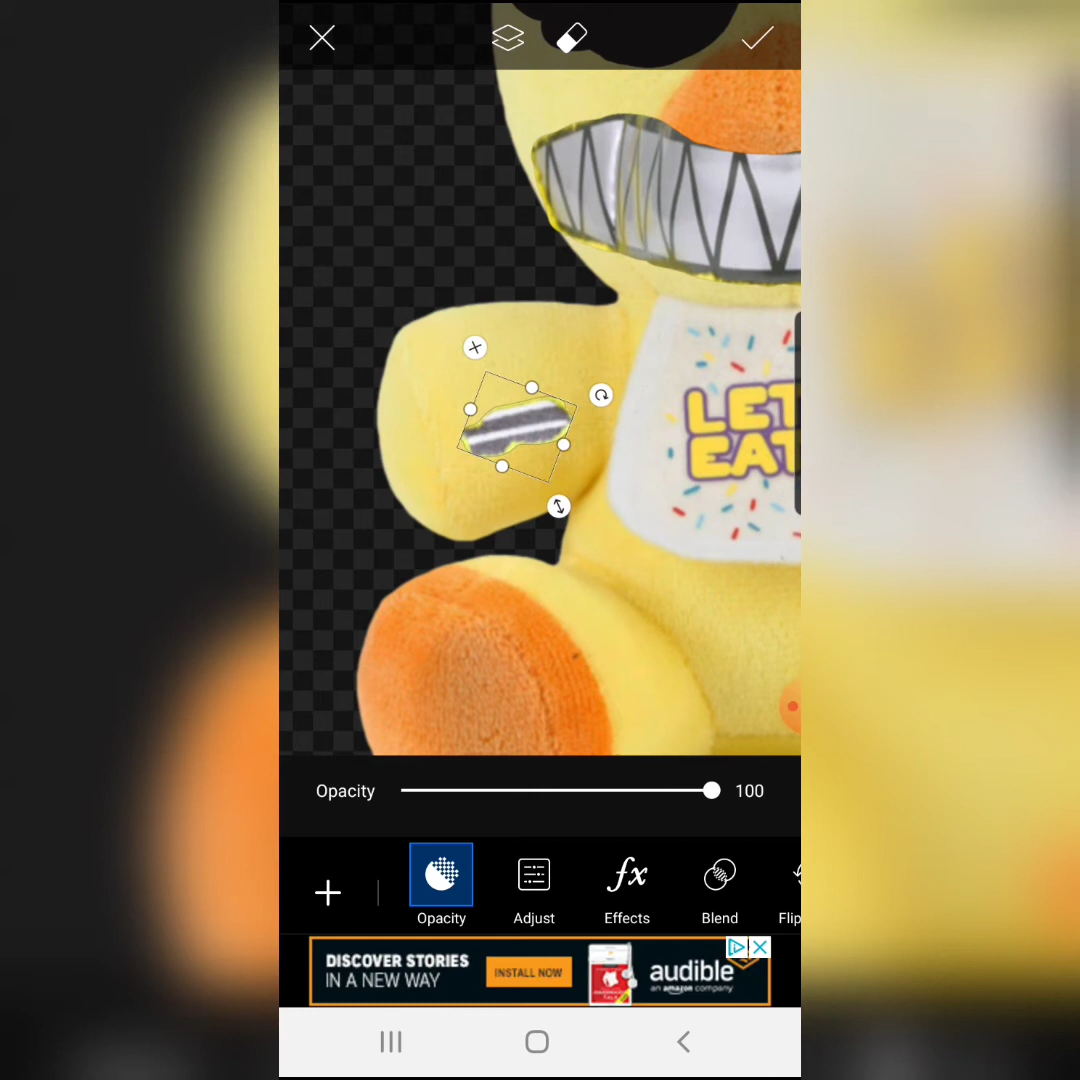 LET
EAT
Opacity
100
Opacity
Adjust
Effects
Blend
Flip
DISCOVER STORIES
IN A NEW WAY
INSTALL NOW
audible
an amazon company